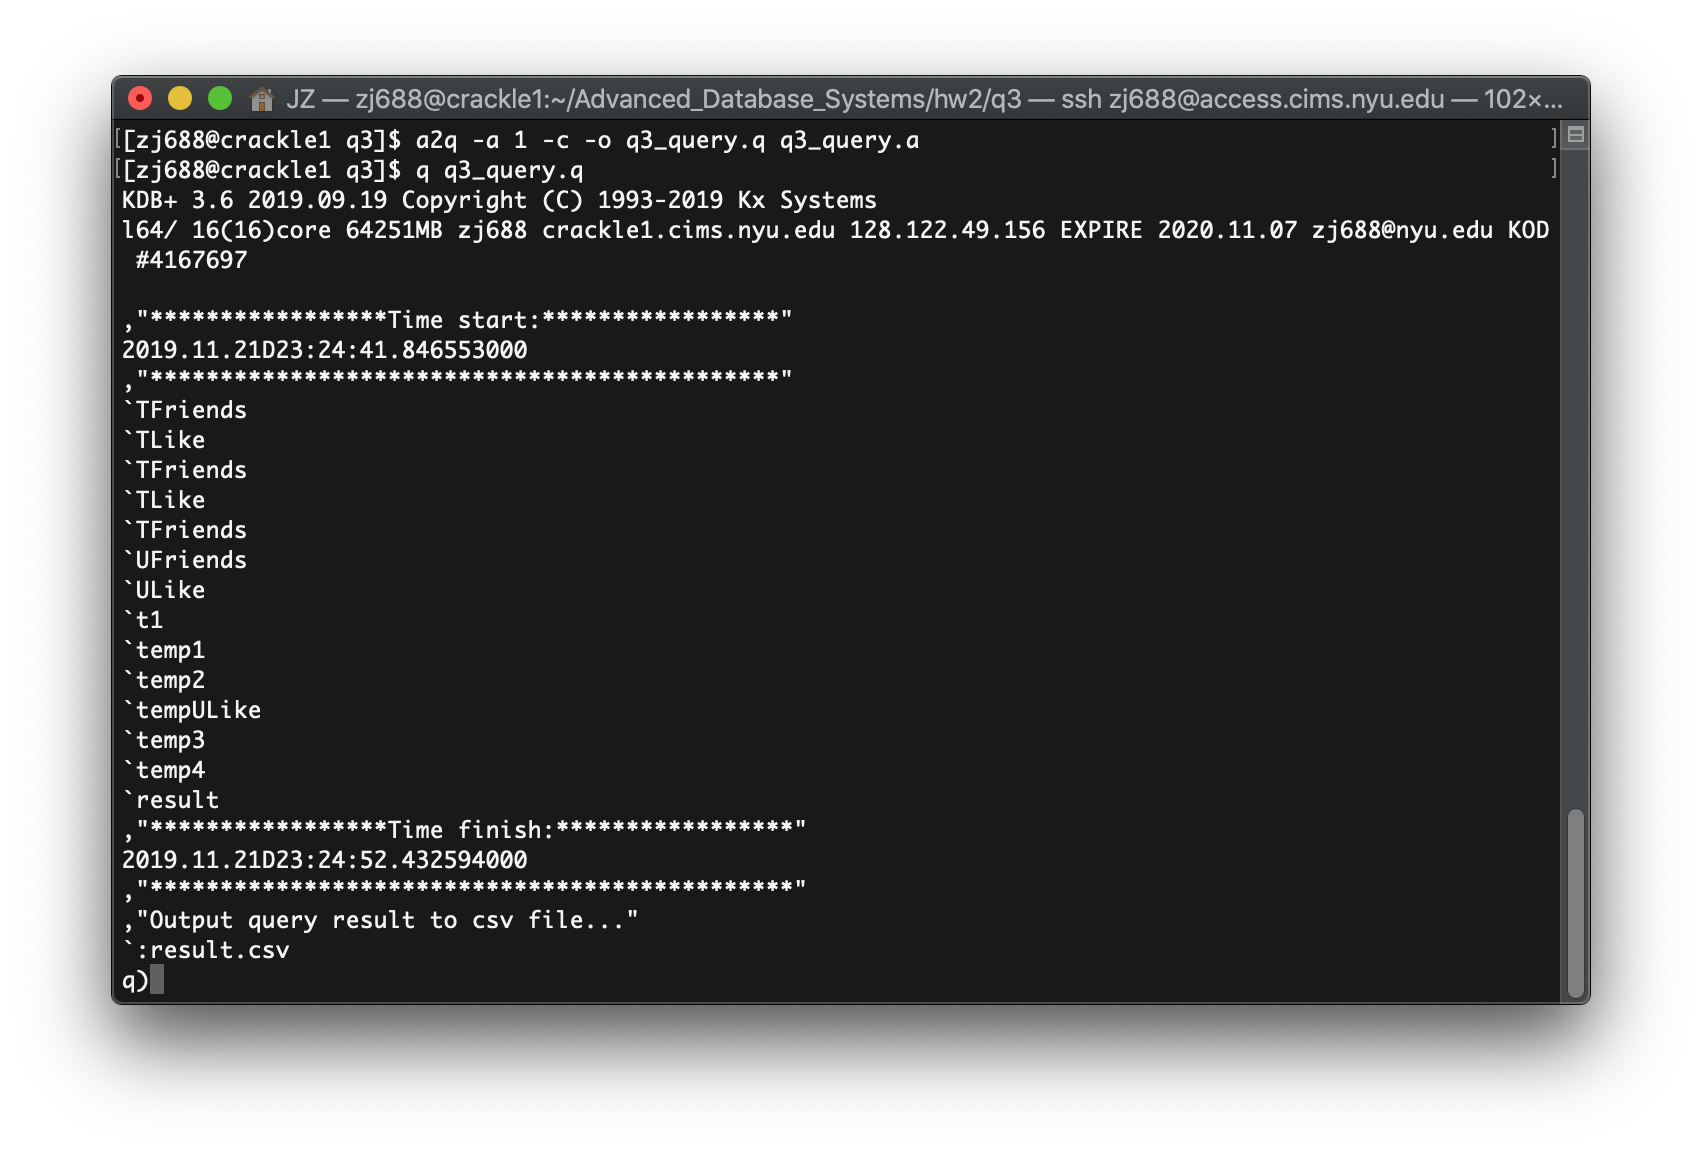 JZ — zj688@crackle1:~/Advanced_Database_Systems/hw2/q3 — ssh zj688@access.cims.nyu.edu — 102×...
[[zj688@crackle1 q3]$ a2q -a 1 -c -o q3_query.q q3_query.a ]
[[zj688@crackle1 q3]$ q q3_query.q ]
KDB+ 3.6 2019.09.19 Copyright (C) 1993-2019 Kx Systems
l64/ 16(16)core 64251MB zj688 crackle1.cims.nyu.edu 128.122.49.156 EXPIRE 2020.11.07 zj688@nyu.edu KOD
 #4167697
,"*****************Time start:*****************"
2019.11.21D23:24:41.846553000
,"*********************************************"
`TFriends
`TLike
`TFriends
`TLike
`TFriends
`UFriends
`ULike
`t1
`temp1
`temp2
`tempULike
`temp3
`temp4
`result
,"*****************Time finish:*****************"
2019.11.21D23:24:52.432594000
,"**********************************************"
,"Output query result to csv file..."
`:result.csv
q)